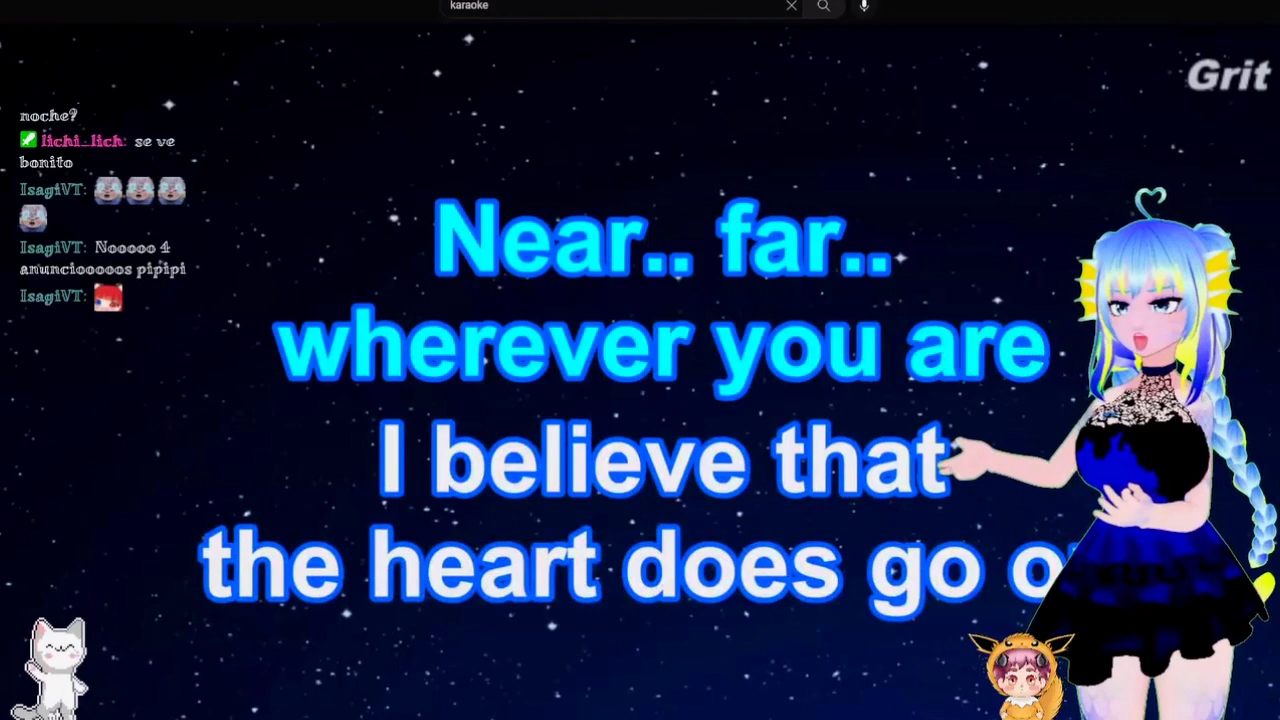 karaoke
Grit
noche?
lichi_lich: se ve
bonito
IsagiVT:
IsagiVT: Nooooo 4
anunciooooos pipipi
IsagiVT:
Near.. far..
wherever you are
I believe that
the heart does go